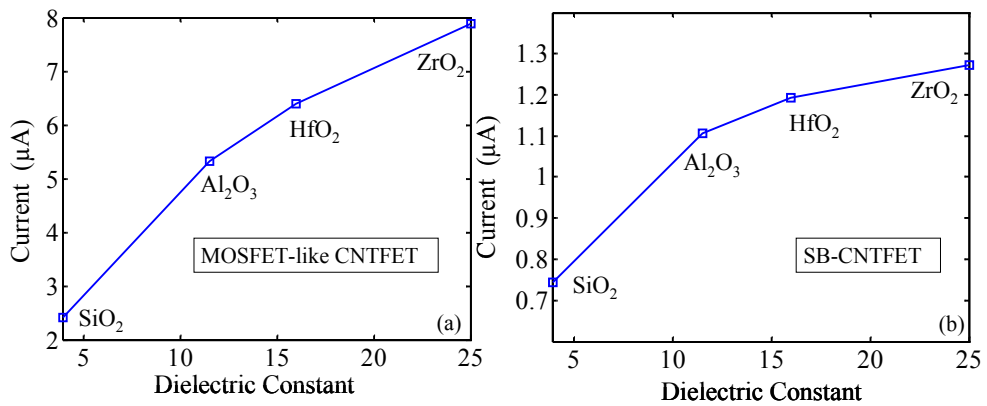 8
7
6
5
4
3
2
Current (μA)
ZrO₂
HfO₂
Al₂O₃
MOSFET-like CNTFET
SiO₂
(a)
5
10
15
20
25
Dielectric Constant
1.3
1.2
1.1
1
0.9
0.8
0.7
Current (μA)
ZrO₂
HfO₂
Al₂O₃
SB-CNTFET
SiO₂
(b)
5
10
15
20
25
Dielectric Constant